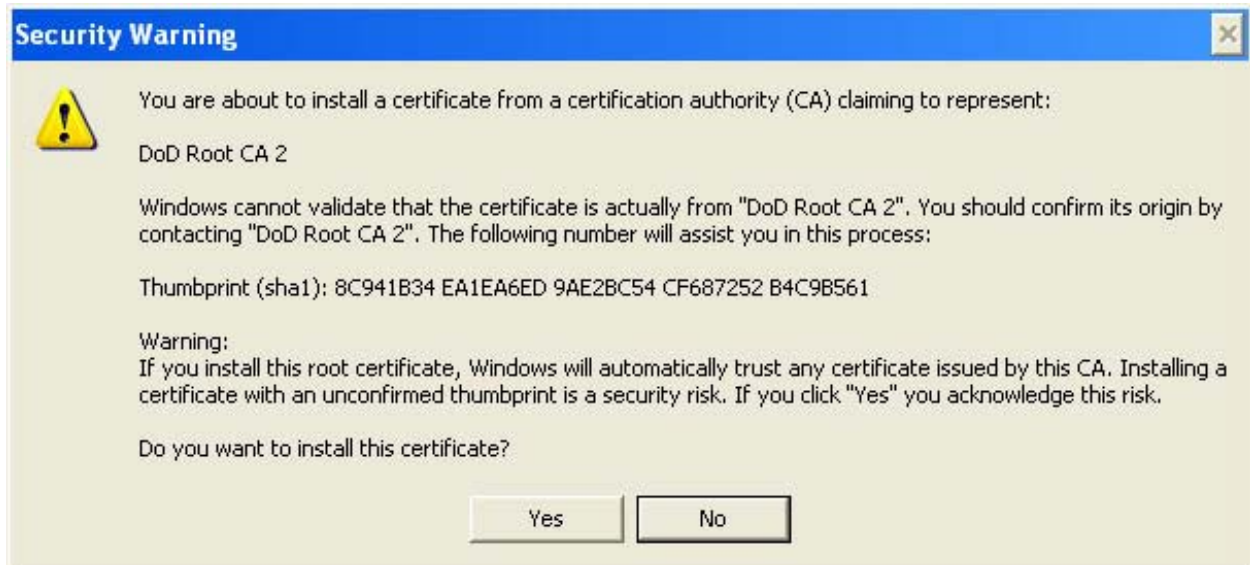 Security Warning
You are about to install a certificate from a certification authority (CA) claiming to represent:
DoD Root CA 2
Windows cannot validate that the certificate is actually from "DoD Root CA 2". You should confirm its origin by
contacting "DoD Root CA 2". The following number will assist you in this process:
Thumbprint (sha1): 8C941B34 EA1EA6ED 9AE2BC54 CF687252 B4C9B561
Warning:
If you install this root certificate, Windows will automatically trust any certificate issued by this CA. Installing a
certificate with an unconfirmed thumbprint is a security risk. If you click "Yes" you acknowledge this risk.
Do you want to install this certificate?
Yes
No